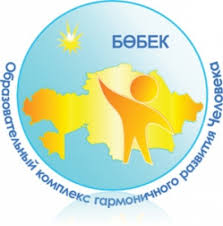 БӨБЕК
Образовательный комплекс гармоничного развития Человека